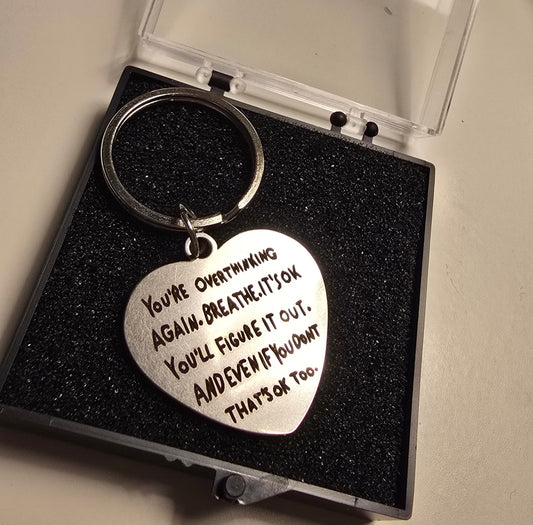 YOU'RE OVERTHINKING
AGAIN. BREATHE. IT'S OK
YOU'LL FIGURE IT OUT.
AND EVEN IF YOU DONT
THAT'S OK TOO.